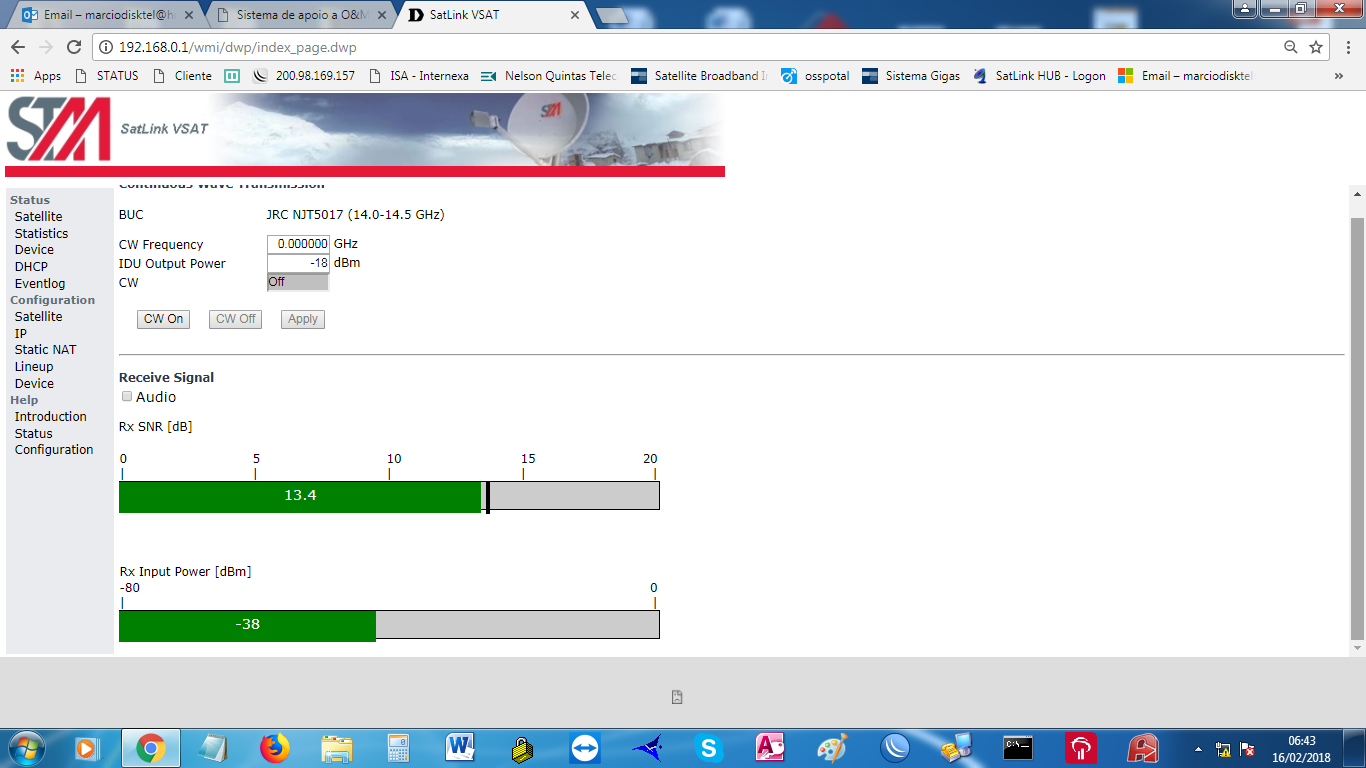 Email – marciodisktel@h
Sistema de apoio a O&M
SatLink VSAT
192.168.0.1/wmi/dwp/index_page.dwp
Apps
STATUS
Cliente
200.98.169.157
ISA - Internexa
Nelson Quintas Telec
Satellite Broadband I
osspotal
Sistema Gigas
SatLink HUB - Logon
Email – marciodisktel
»
STM
SatLink VSAT
STM
Status
Satellite
Statistics
Device
DHCP
Eventlog
Configuration
Satellite
IP
Static NAT
Lineup
Device
Help
Introduction
Status
Configuration
Continuous Wave Transmission
BUC JRC NJT5017 (14.0-14.5 GHz)
CW Frequency 0.000000 GHz
IDU Output Power -18 dBm
CW Off
CW On CW Off Apply
Receive Signal
Audio
Rx SNR [dB]
0 5 10 15 20
13.4
Rx Input Power [dBm]
-80 0
-38
06:43
16/02/2018